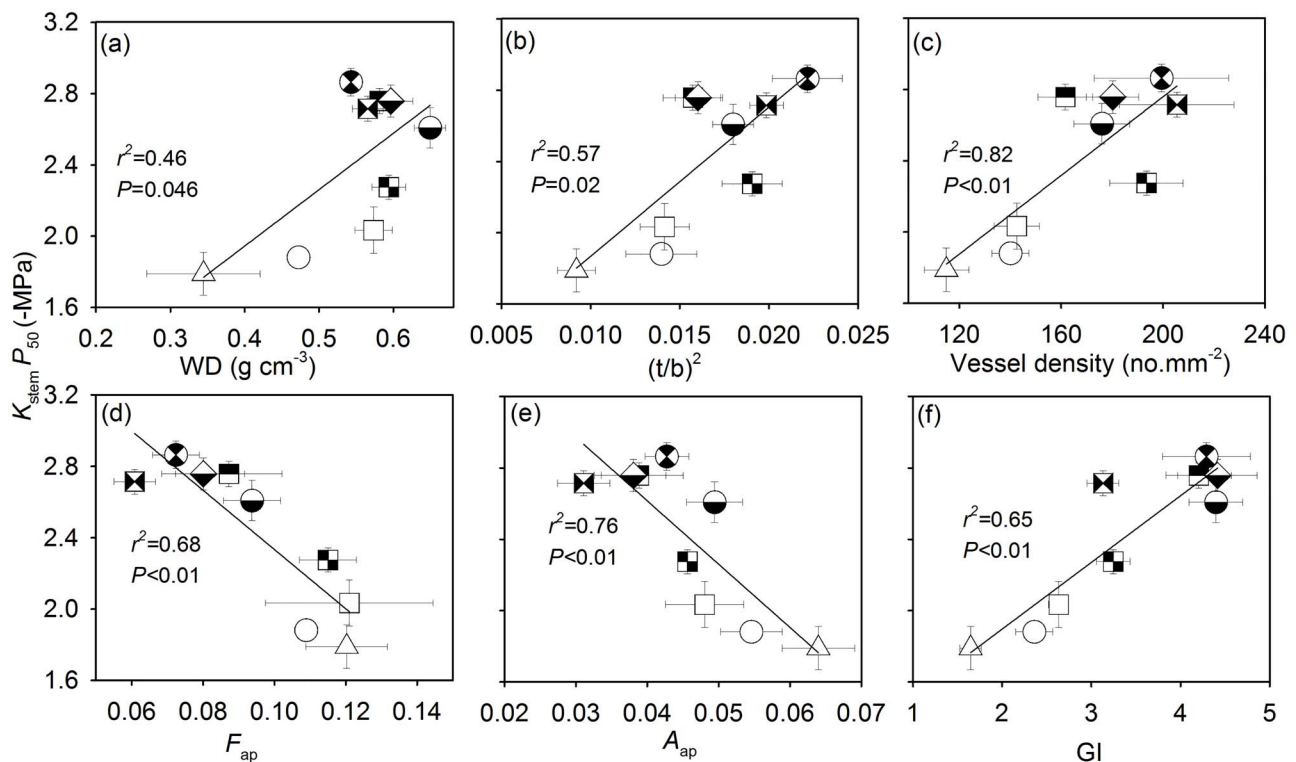 K_stem P_50 (-MPa)
3.2
2.8
2.4
2.0
1.6
(a)
r²=0.46
P=0.046
0.2 0.3 0.4 0.5 0.6
WD (g cm⁻³)
(b)
r²=0.57
P=0.02
0.005 0.010 0.015 0.020 0.025
(t/b)²
(c)
r²=0.82
P<0.01
120 160 200 240
Vessel density (no.mm⁻²)
3.2
2.8
2.4
2.0
1.6
(d)
r²=0.68
P<0.01
0.06 0.08 0.10 0.12 0.14
F_ap
(e)
r²=0.76
P<0.01
0.02 0.03 0.04 0.05 0.06 0.07
A_ap
(f)
r²=0.65
P<0.01
1 2 3 4 5
GI